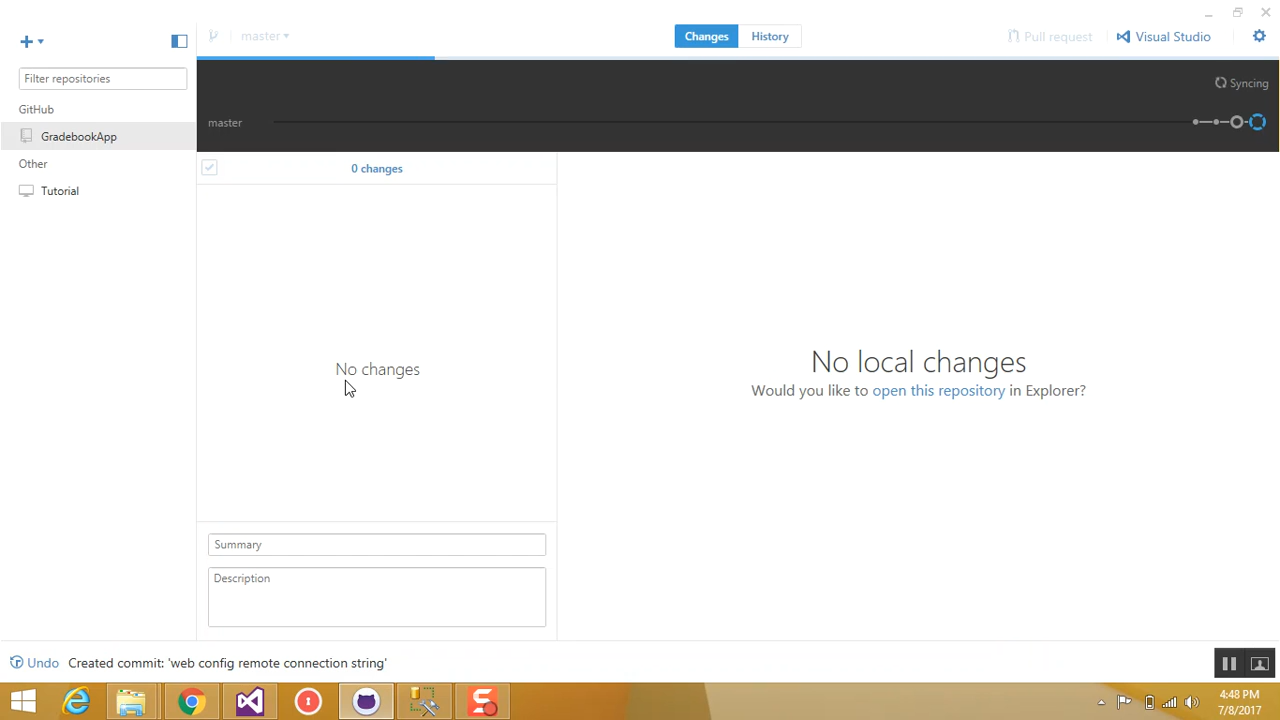 master
Changes
History
Pull request
Visual Studio
Filter repositories
GitHub
GradebookApp
Other
Tutorial
Syncing
master
0 changes
No changes
No local changes
Would you like to open this repository in Explorer?
Summary
Description
Undo Created commit: 'web config remote connection string'
4:48 PM
7/8/2017